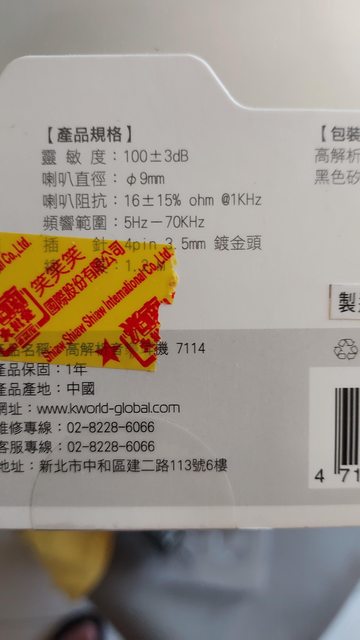 【產品規格】
靈 敏 度：100±3dB
喇叭直徑：φ9mm
喇叭阻抗：16±15% ohm @1KHz
頻響範圍：5Hz－70KHz
插 針：4pin 3.5mm 鍍金頭
笑笑笑
國際股份有限公司
Shaw Shiaw International Co.,Ltd
產品名稱：高解析音 耳機 7114
產品保固：1年
產品產地：中國
網址：www.kworld-global.com
維修專線：02-8228-6066
客服專線：02-8228-6066
地址：新北市中和區建二路113號6樓
【包裝
高解析
黑色矽
製
4 71